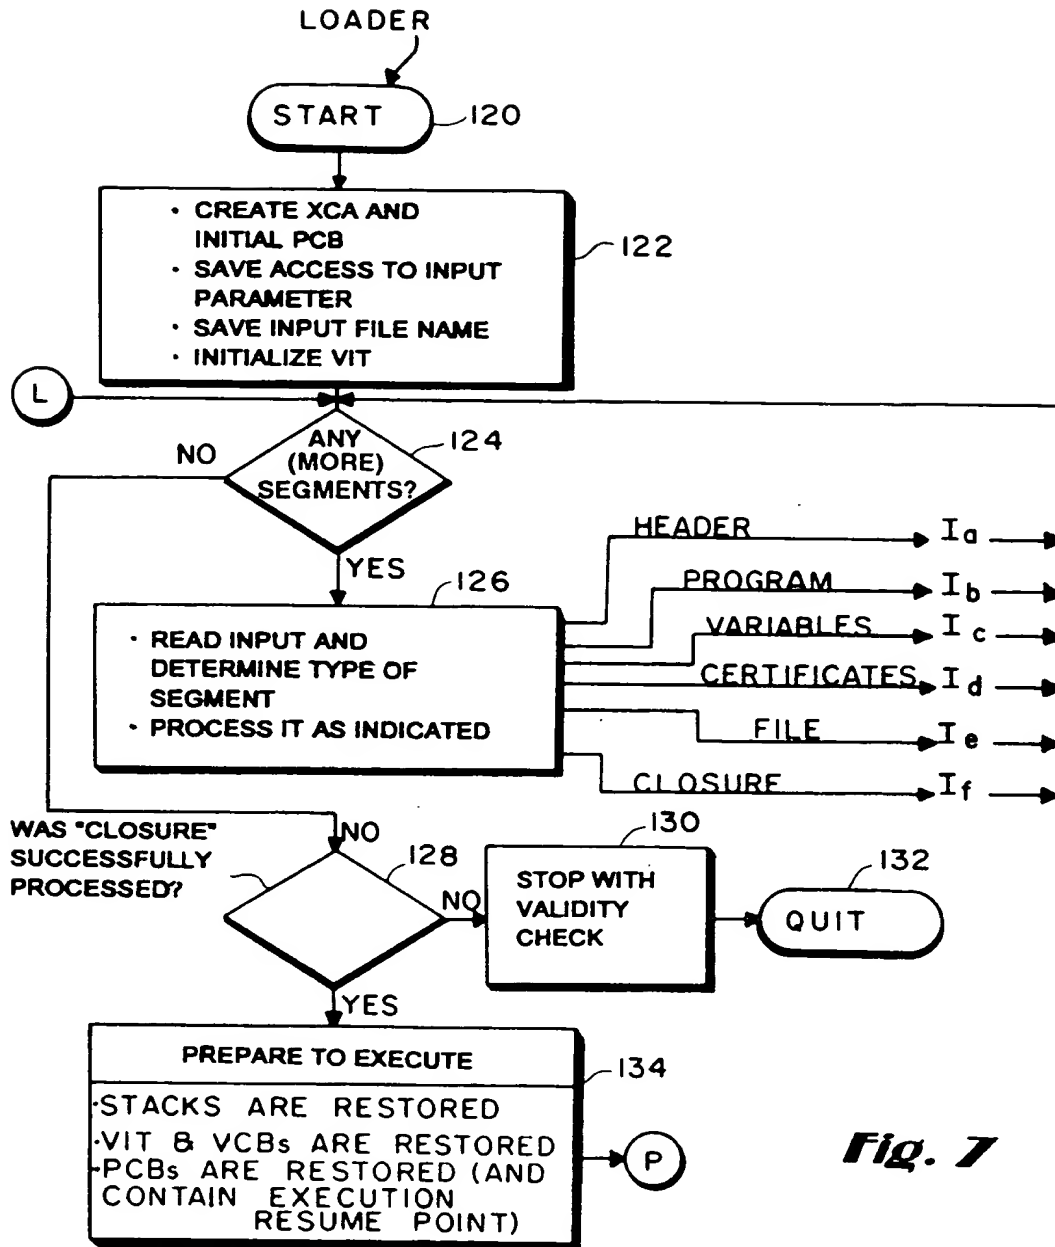 LOADER
START
120
· CREATE XCA AND
INITIAL PCB
· SAVE ACCESS TO INPUT
PARAMETER
· SAVE INPUT FILE NAME
· INITIALIZE VIT
122
L
NO
ANY
(MORE)
SEGMENTS?
124
YES
126
· READ INPUT AND
DETERMINE TYPE OF
SEGMENT
· PROCESS IT AS INDICATED
HEADER
Ia
PROGRAM
Ib
VARIABLES
Ic
CERTIFICATES
Id
FILE
Ie
CLOSURE
If
WAS "CLOSURE"
SUCCESSFULLY
PROCESSED?
NO
128
NO
130
STOP WITH
VALIDITY
CHECK
132
QUIT
YES
PREPARE TO EXECUTE
134
·STACKS ARE RESTORED
·VIT & VCBs ARE RESTORED
·PCBs ARE RESTORED (AND
CONTAIN EXECUTION
RESUME POINT)
P
Fig. 7